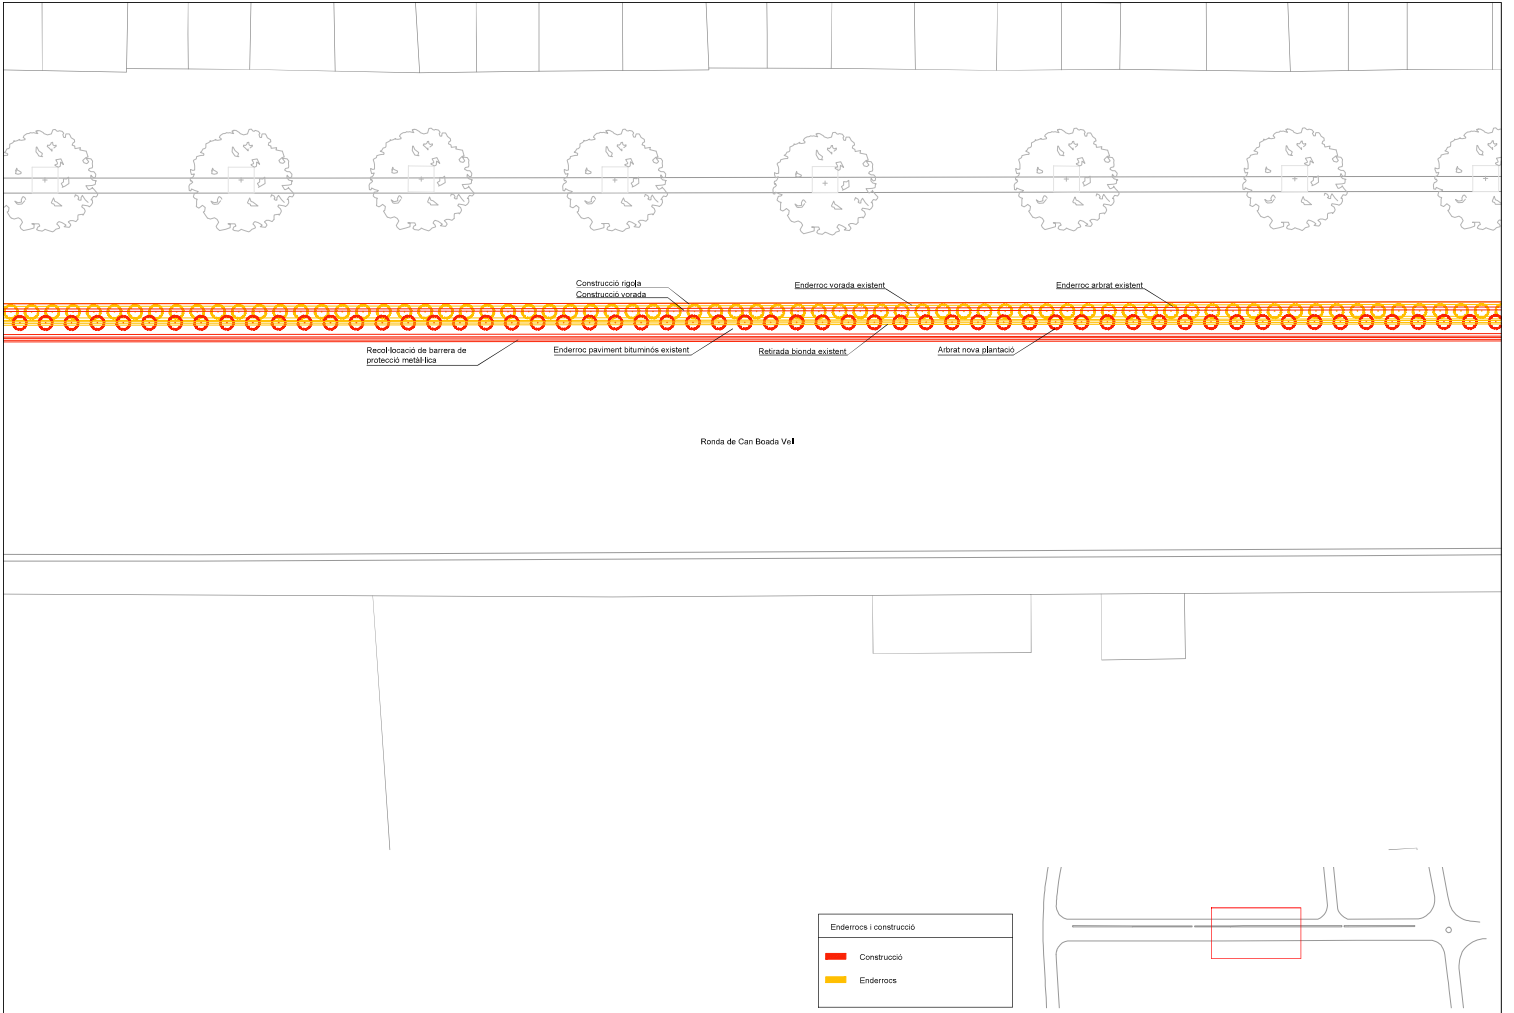 Construcció rigola
Construcció vorada
Enderroc vorada existent
Enderroc arbrat existent
Recol·locació de barrera de
protecció metàl·lica
Enderroc paviment bituminós existent
Retirada bionda existent
Arbrat nova plantació
Ronda de Can Boada Vell
Enderrocs i construcció
Construcció
Enderrocs